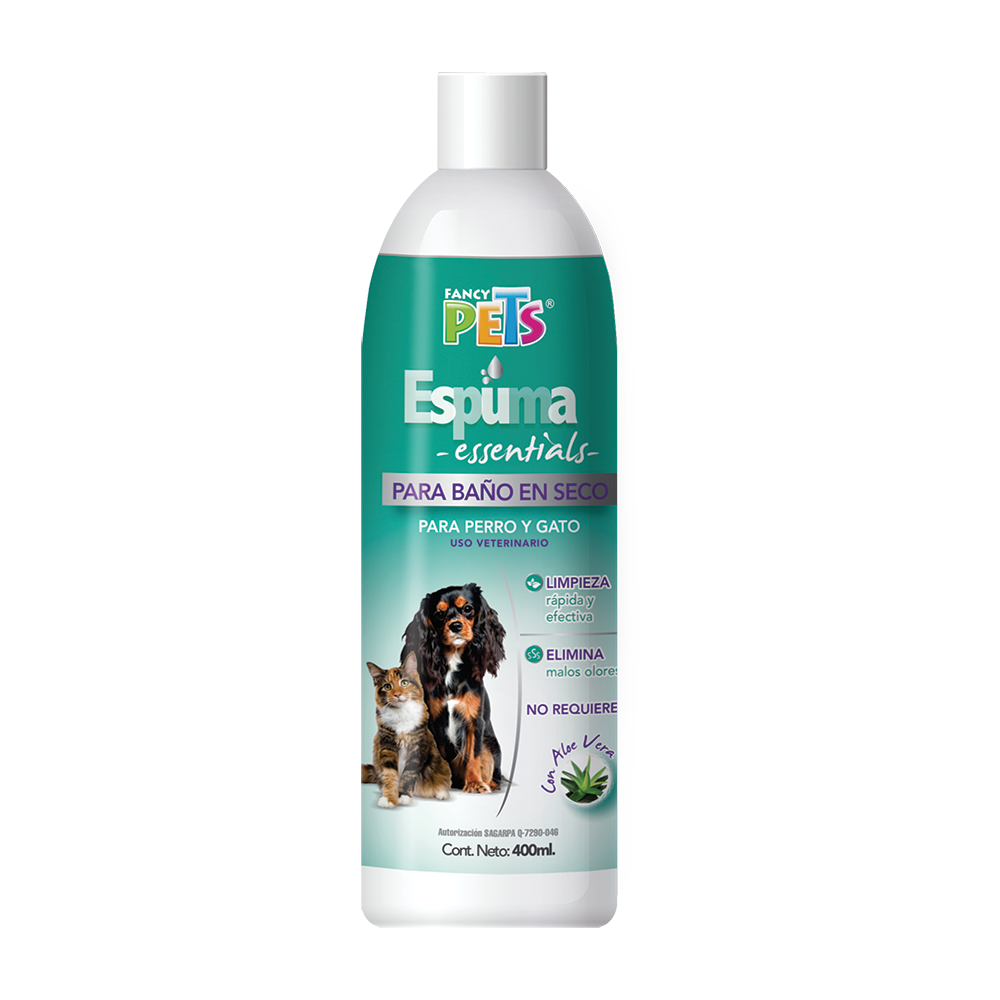 FANCY
PETS®
Espuma
-essentials-
PARA BAÑO EN SECO
PARA PERRO Y GATO
USO VETERINARIO
LIMPIEZA
rápida y
efectiva
ELIMINA
malos olores
NO REQUIERE
Con Aloe Vera
Autorización SAGARPA Q-7290-046
Cont. Neto: 400ml.